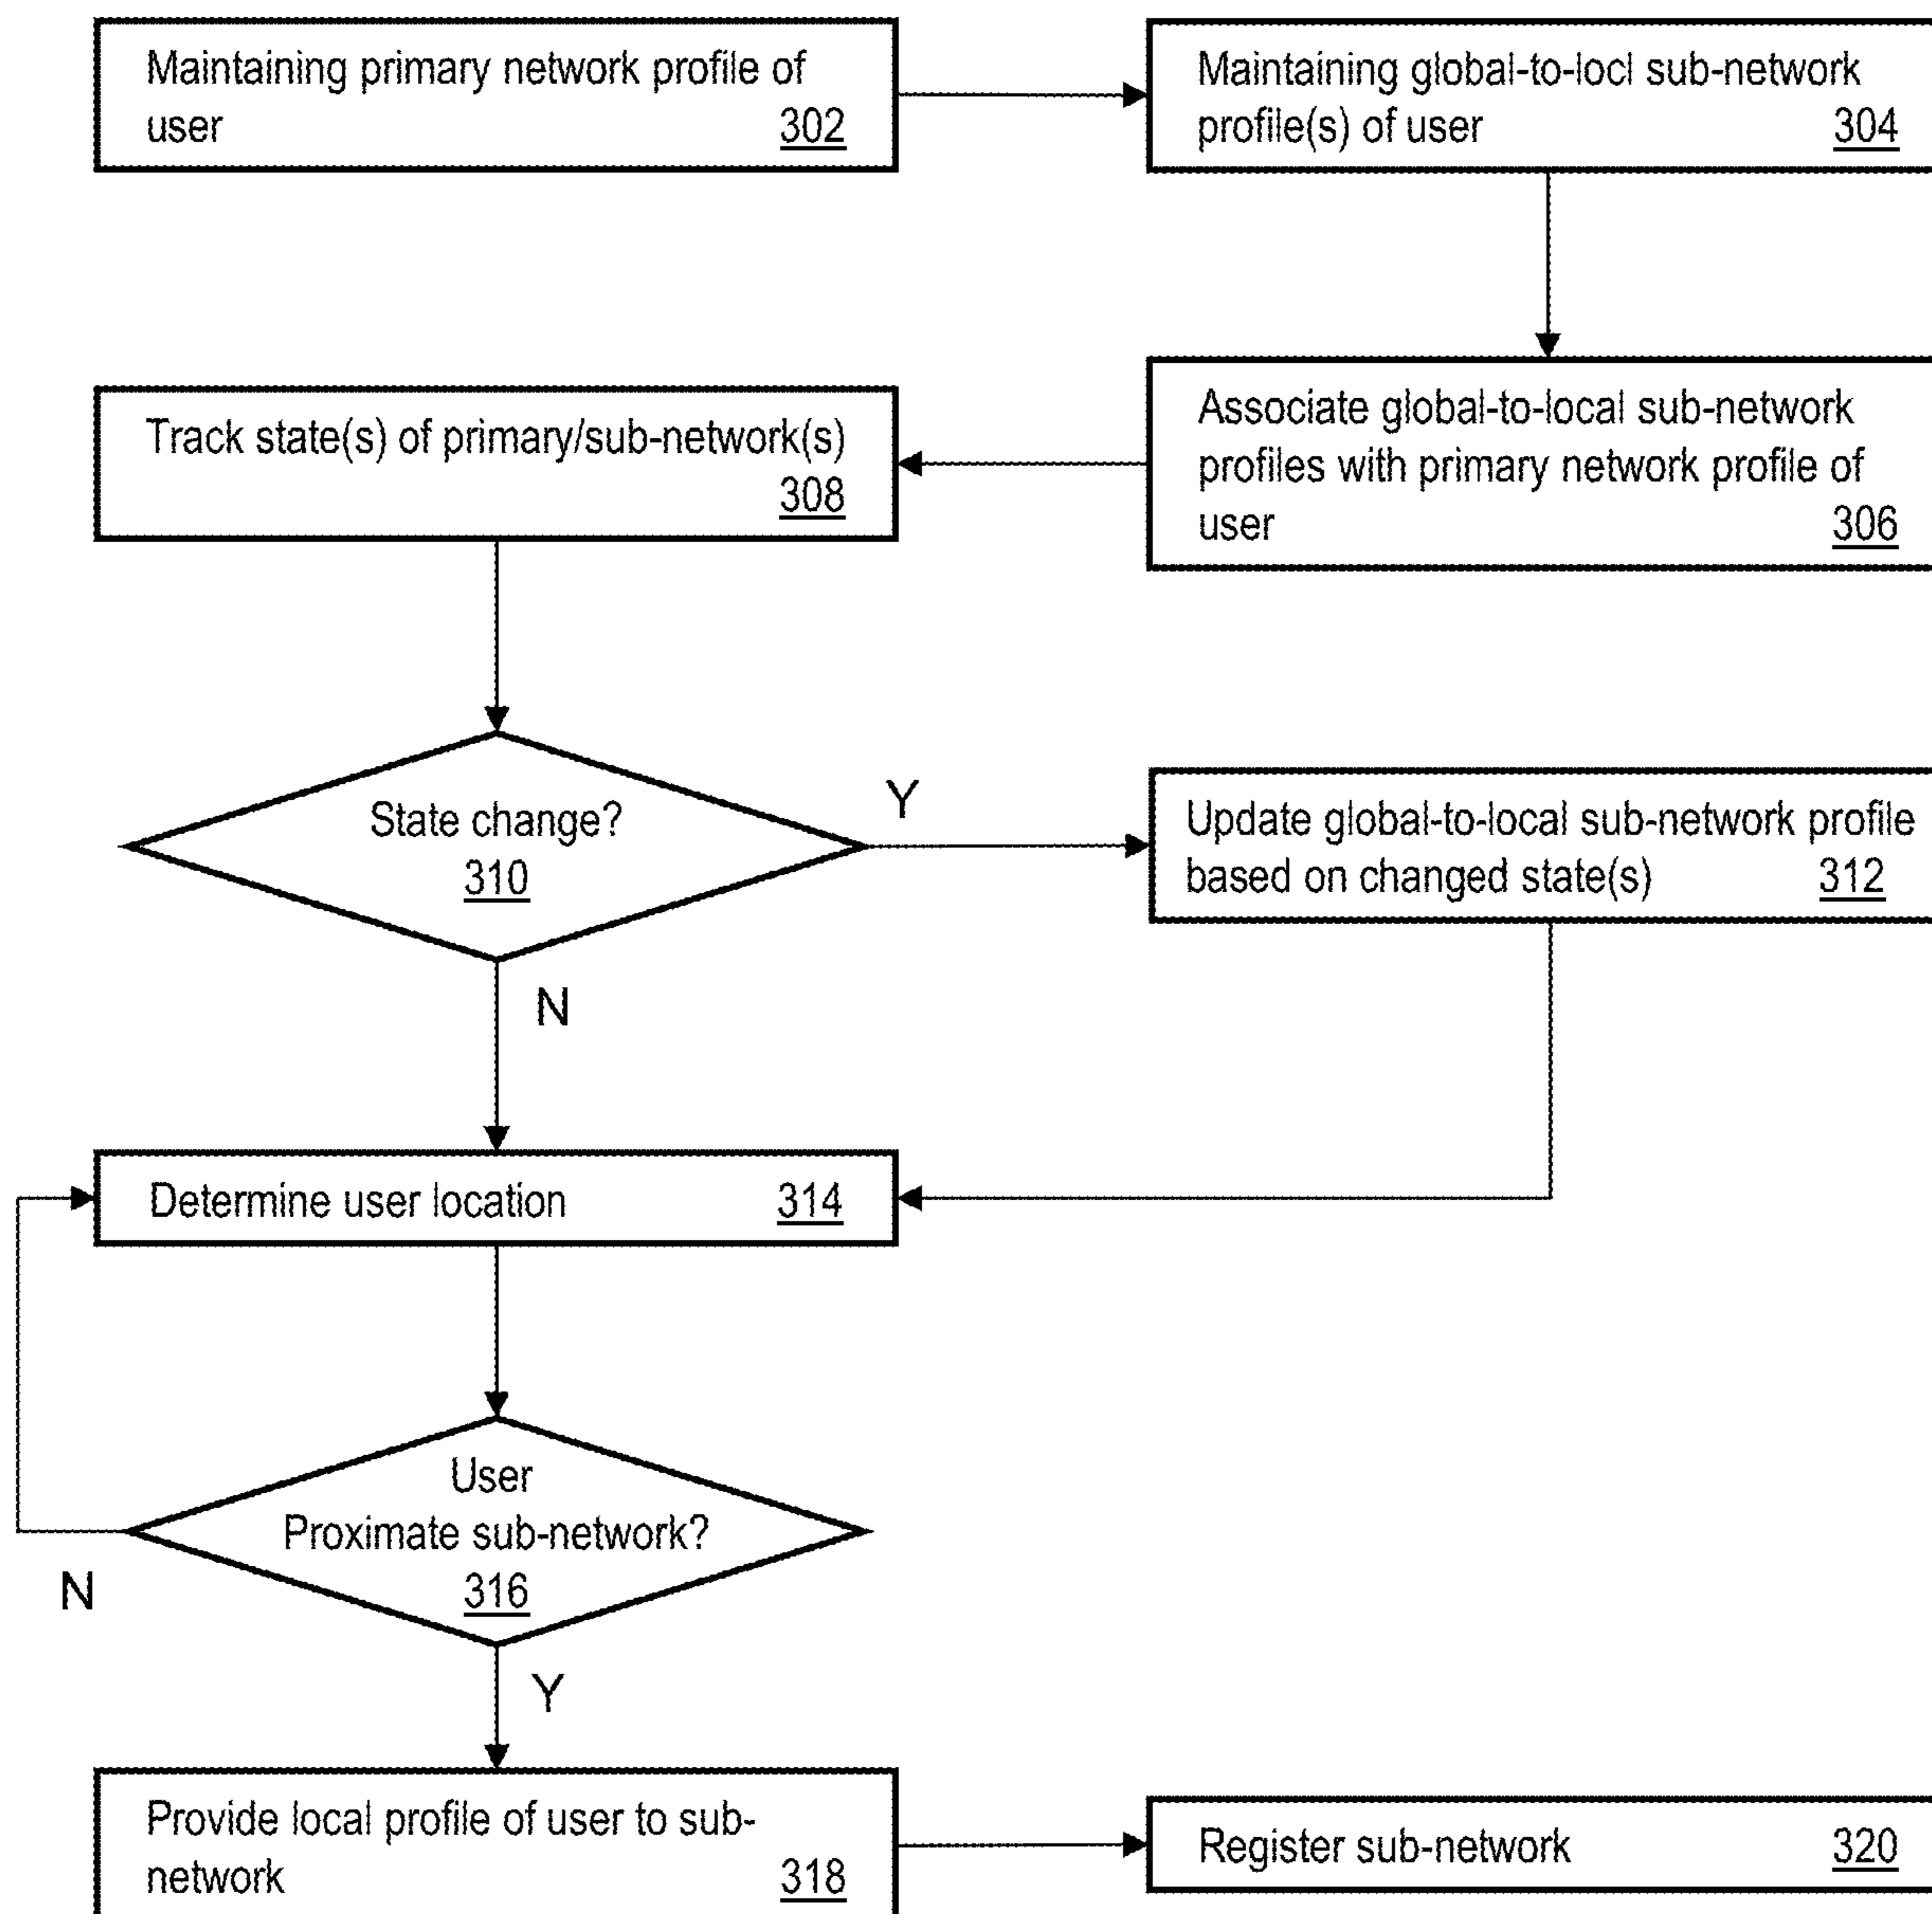 Maintaining primary network profile of
user 302
Maintaining global-to-locl sub-network
profile(s) of user 304
Associate global-to-local sub-network
profiles with primary network profile of
user 306
Track state(s) of primary/sub-network(s)
308
State change?
310
Y
N
Update global-to-local sub-network profile
based on changed state(s) 312
Determine user location 314
User
Proximate sub-network?
316
N
Y
Provide local profile of user to sub-
network 318
Register sub-network 320